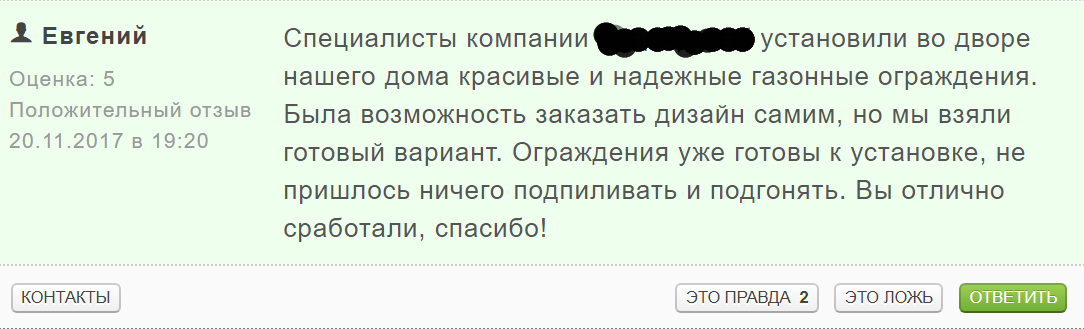 Евгений
Оценка: 5
Положительный отзыв
20.11.2017 в 19:20
Специалисты компании установили во дворе
нашего дома красивые и надежные газонные ограждения.
Была возможность заказать дизайн самим, но мы взяли
готовый вариант. Ограждения уже готовы к установке, не
пришлось ничего подпиливать и подгонять. Вы отлично
сработали, спасибо!
КОНТАКТЫ
ЭТО ПРАВДА 2
ЭТО ЛОЖЬ
ОТВЕТИТЬ